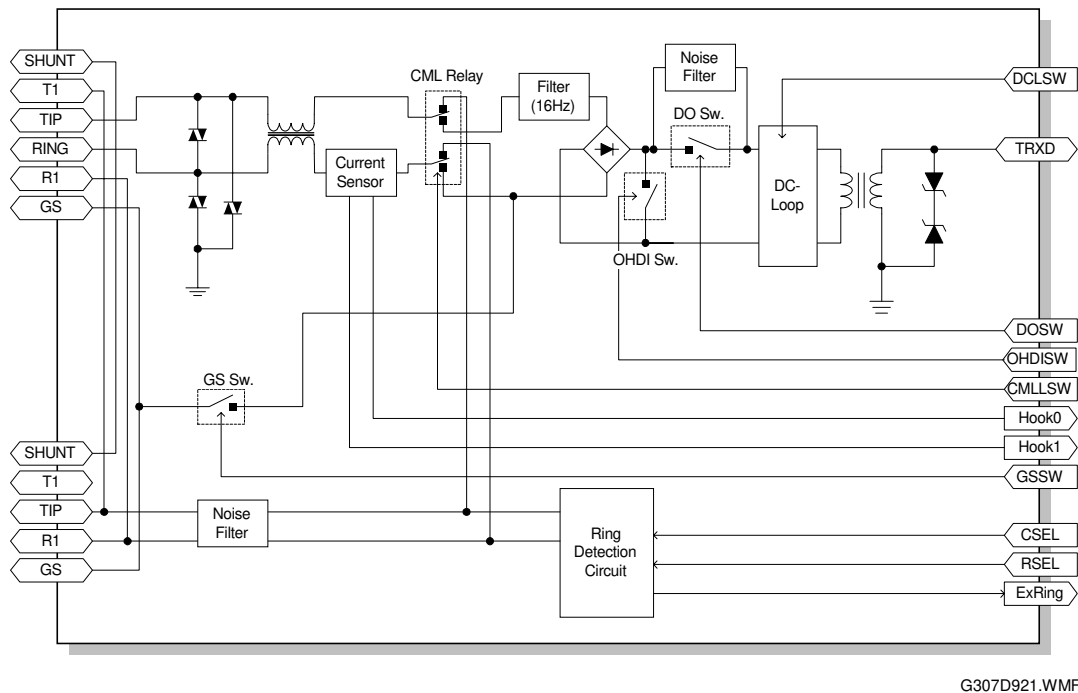 SHUNT
T1
TIP
RING
R1
GS
CML Relay
Filter
(16Hz)
Noise
Filter
DO Sw.
Current
Sensor
OHDI Sw.
DC-
Loop
DCLSW
TRXD
DOSW
OHDISW
CMLLSW
Hook0
Hook1
GSSW
CSEL
RSEL
ExRing
GS Sw.
SHUNT
T1
TIP
R1
GS
Noise
Filter
Ring
Detection
Circuit
G307D921.WMF